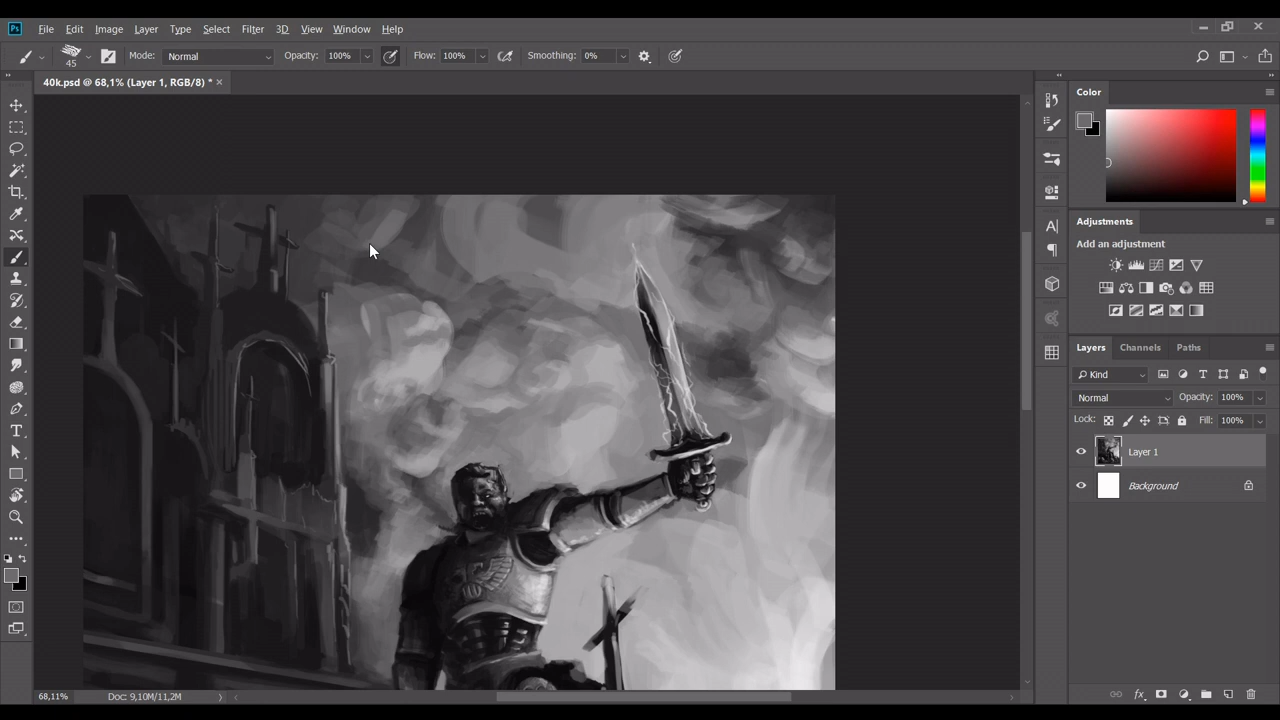 Ps File Edit Image Layer Type Select Filter 3D View Window Help
45 Mode: Normal Opacity: 100% Flow: 100% Smoothing: 0%
40k.psd @ 68,1% (Layer 1, RGB/8) *
Color
Adjustments
Add an adjustment
Layers Channels Paths
Kind
Normal Opacity: 100%
Lock: Fill: 100%
Layer 1
Background
68,11% Doc: 9,10M/11,2M